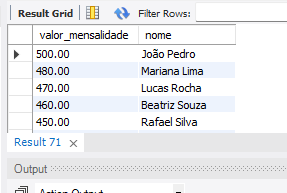 Result Grid Filter Rows:
valor_mensalidade nome
500.00 João Pedro
480.00 Mariana Lima
470.00 Lucas Rocha
460.00 Beatriz Souza
450.00 Rafael Silva
Result 71 ×
Output
Action Output